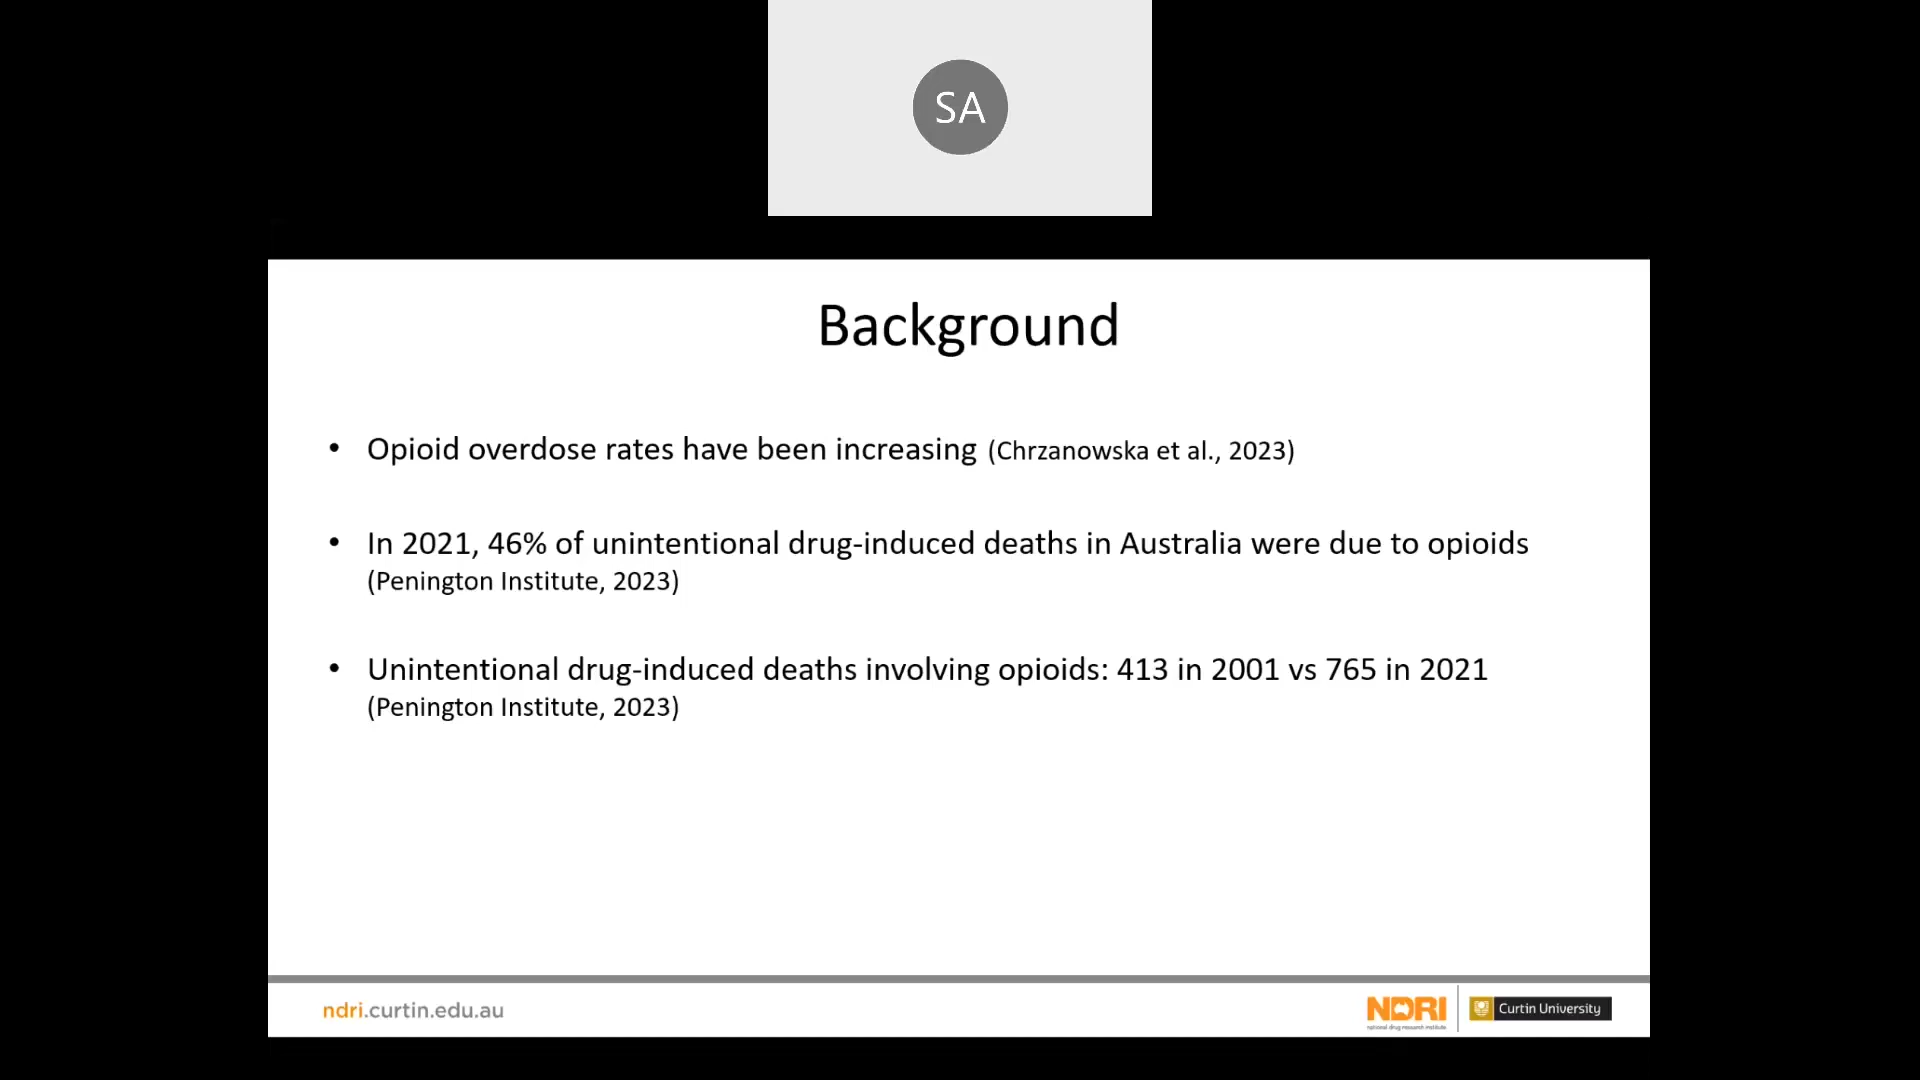 SA
Background
• Opioid overdose rates have been increasing (Chrzanowska et al., 2023)
• In 2021, 46% of unintentional drug-induced deaths in Australia were due to opioids
(Penington Institute, 2023)
• Unintentional drug-induced deaths involving opioids: 413 in 2001 vs 765 in 2021
(Penington Institute, 2023)
ndri.curtin.edu.au
NDRI
national drug research institute
Curtin University